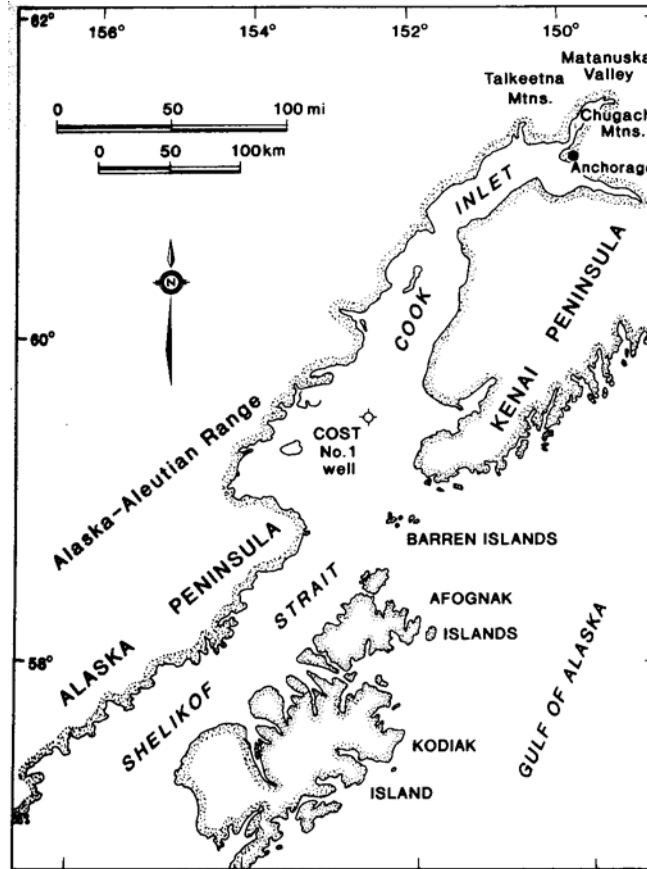 62°
156°
154°
152°
150°
Matanuska
Valley
Talkeetna
Mtns.
Chugach
Mtns.
Anchorage
0 50 100 mi
0 50 100 km
N
INLET
COOK
KENAI PENINSULA
60°
COST
No. 1
well
Alaska-Aleutian Range
BARREN ISLANDS
ALASKA PENINSULA
SHELIKOF STRAIT
AFOGNAK
ISLANDS
58°
GULF OF ALASKA
KODIAK
ISLAND